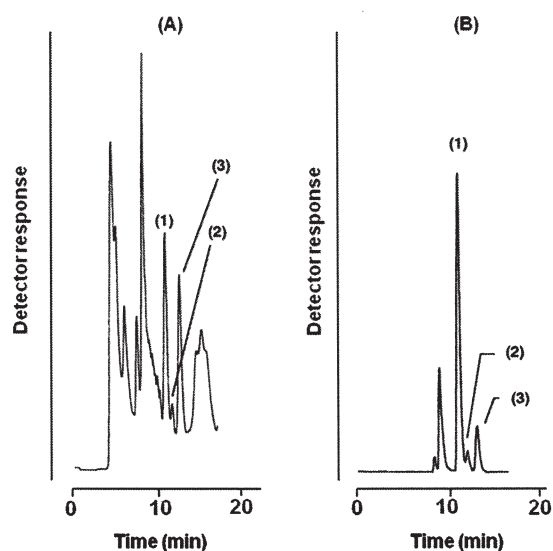 (A)
(B)
Detector response
(1)
(2)
(3)
0
10
20
Time (min)
Detector response
(1)
(2)
(3)
0
10
20
Time (min)